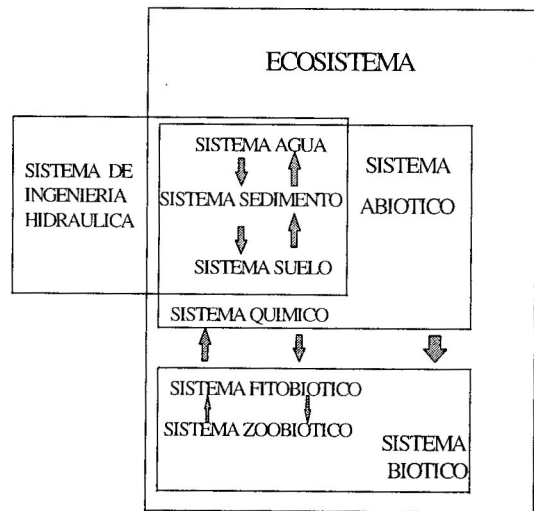 ECOSISTEMA
SISTEMA AGUA
SISTEMA DE
INGENIERIA
HIDRAULICA
SISTEMA SEDIMENTO
SISTEMA SUELO
SISTEMA
ABIOTICO
SISTEMA QUIMICO
SISTEMA FITOBIOTICO
SISTEMA ZOOBIÓTICO
SISTEMA
BIOTICO